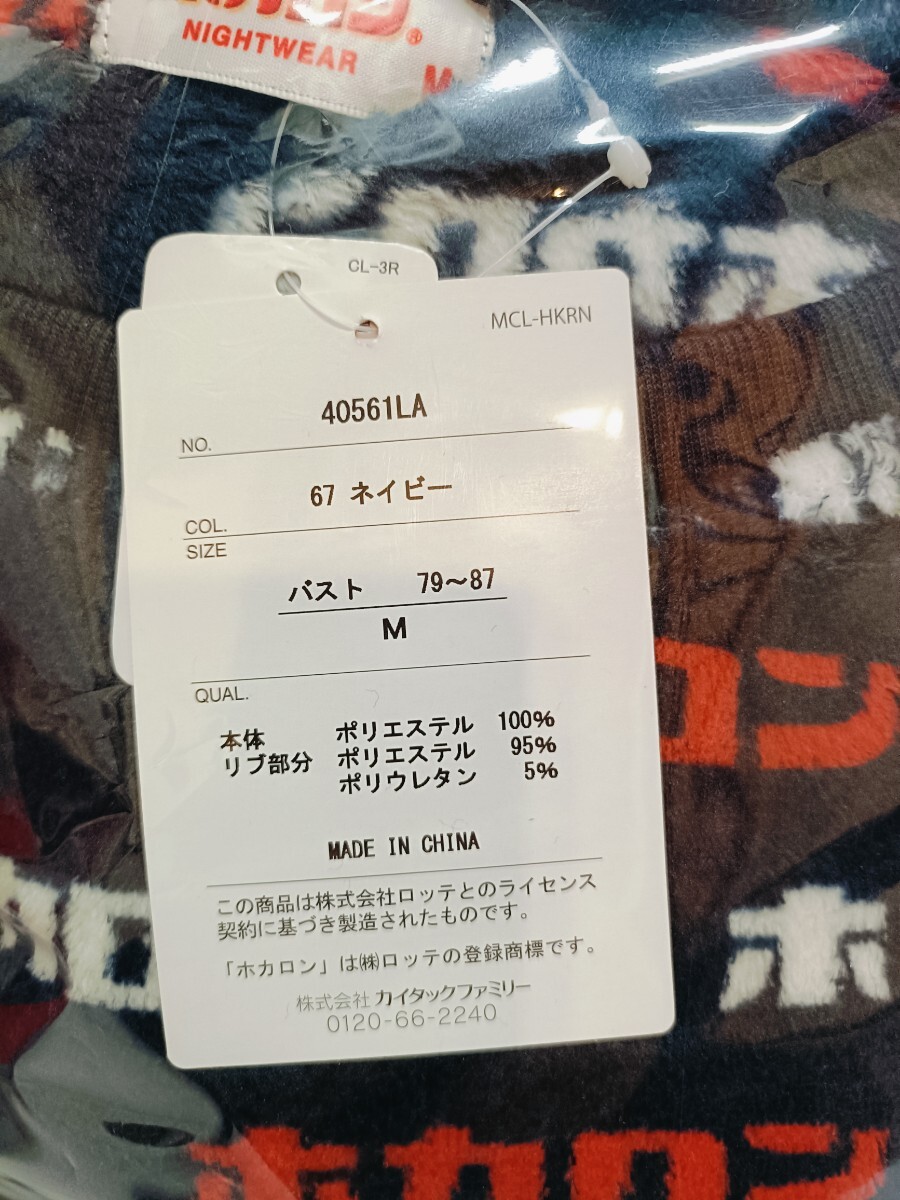 NIGHTWEAR
M
CL-3R
MCL-HKRN
NO. 40561LA
COL. 67 ネイビー
SIZE
バスト 79〜87
M
QUAL.
本体 ポリエステル 100%
リブ部分 ポリエステル 95%
ポリウレタン 5%
MADE IN CHINA
この商品は株式会社ロッテとのライセンス
契約に基づき製造されたものです。
「ホカロン」は㈱ロッテの登録商標です。
株式会社 カイタックファミリー
0120-66-2240
ロン
ホ
ホカロン